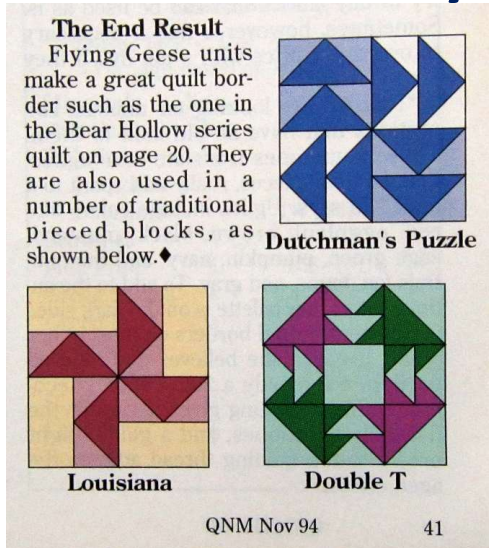 The End Result
Flying Geese units
make a great quilt bor-
der such as the one in
the Bear Hollow series
quilt on page 20. They
are also used in a
number of traditional
pieced blocks, as
shown below.♦
Dutchman's Puzzle
Louisiana
Double T
QNM Nov 94
41